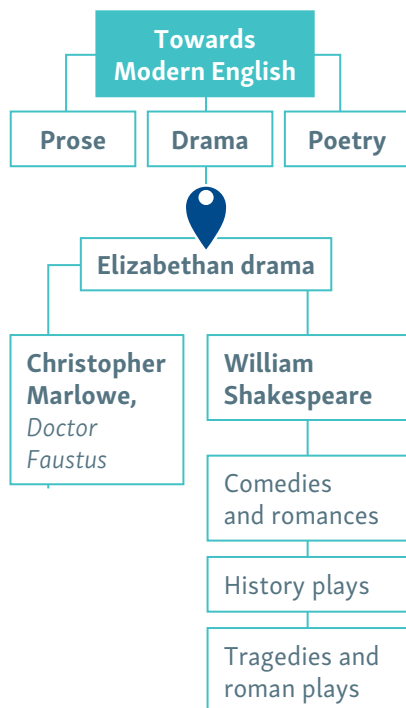 Towards
Modern English
Prose
Drama
Poetry
Elizabethan drama
Christopher
Marlowe,
Doctor
Faustus
William
Shakespeare
Comedies
and romances
History plays
Tragedies and
roman plays